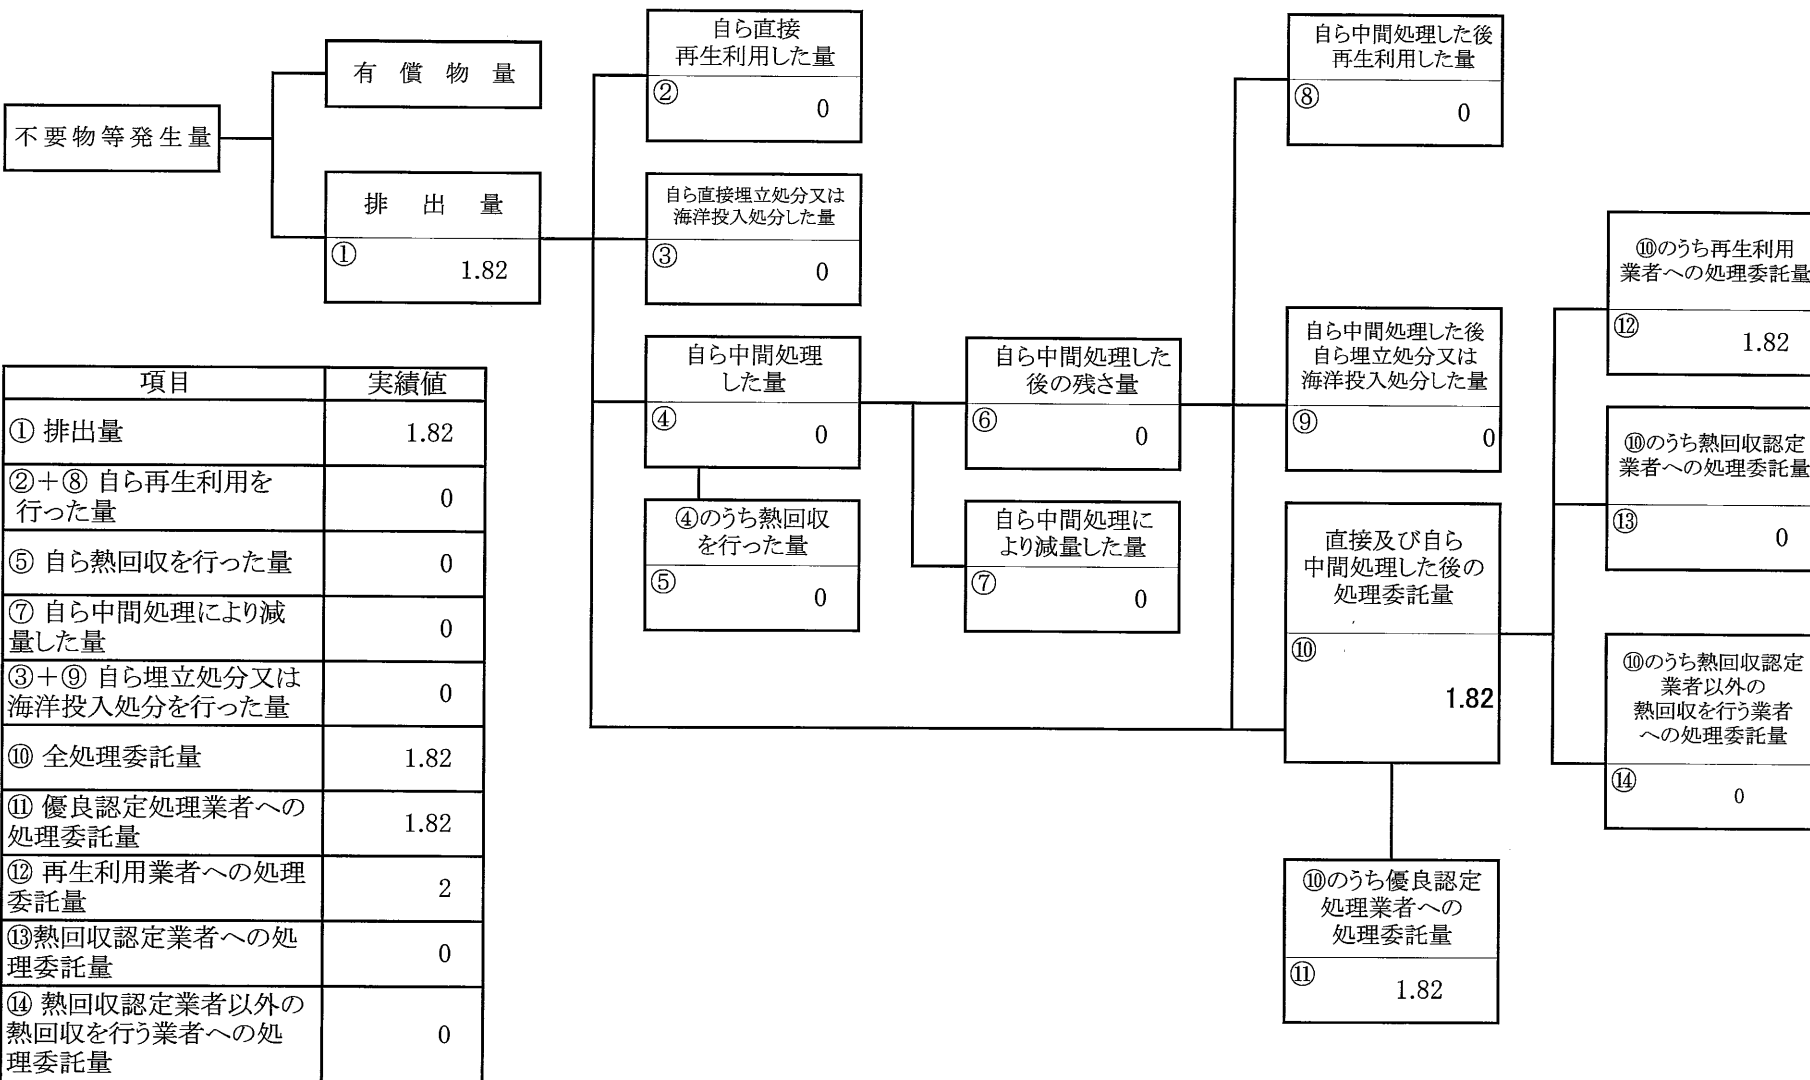 不要物等発生量
有償物量
排出量
①
1.82
自ら直接
再生利用した量
②
0
自ら直接埋立処分又は
海洋投入処分した量
③
0
自ら中間処理
した量
④
0
④のうち熱回収
を行った量
⑤
0
自ら中間処理した
後の残さ量
⑥
0
自ら中間処理に
より減量した量
⑦
0
自ら中間処理した後
再生利用した量
⑧
0
自ら中間処理した後
自ら埋立処分又は
海洋投入処分した量
⑨
0
直接及び自ら
中間処理した後の
処理委託量
⑩
1.82
⑩のうち優良認定
処理業者への
処理委託量
⑪
1.82
⑩のうち再生利用
業者への処理委託量
⑫
1.82
⑩のうち熱回収認定
業者への処理委託量
⑬
0
⑩のうち熱回収認定
業者以外の
熱回収を行う業者
への処理委託量
⑭
0
項目 実績値
① 排出量 1.82
②+⑧ 自ら再生利用を
行った量 0
⑤ 自ら熱回収を行った量 0
⑦ 自ら中間処理により減
量した量 0
③+⑨ 自ら埋立処分又は
海洋投入処分を行った量 0
⑩ 全処理委託量 1.82
⑪ 優良認定処理業者への
処理委託量 1.82
⑫ 再生利用業者への処理
委託量 2
⑬熱回収認定業者への処
理委託量 0
⑭ 熱回収認定業者以外の
熱回収を行う業者への処
理委託量 0